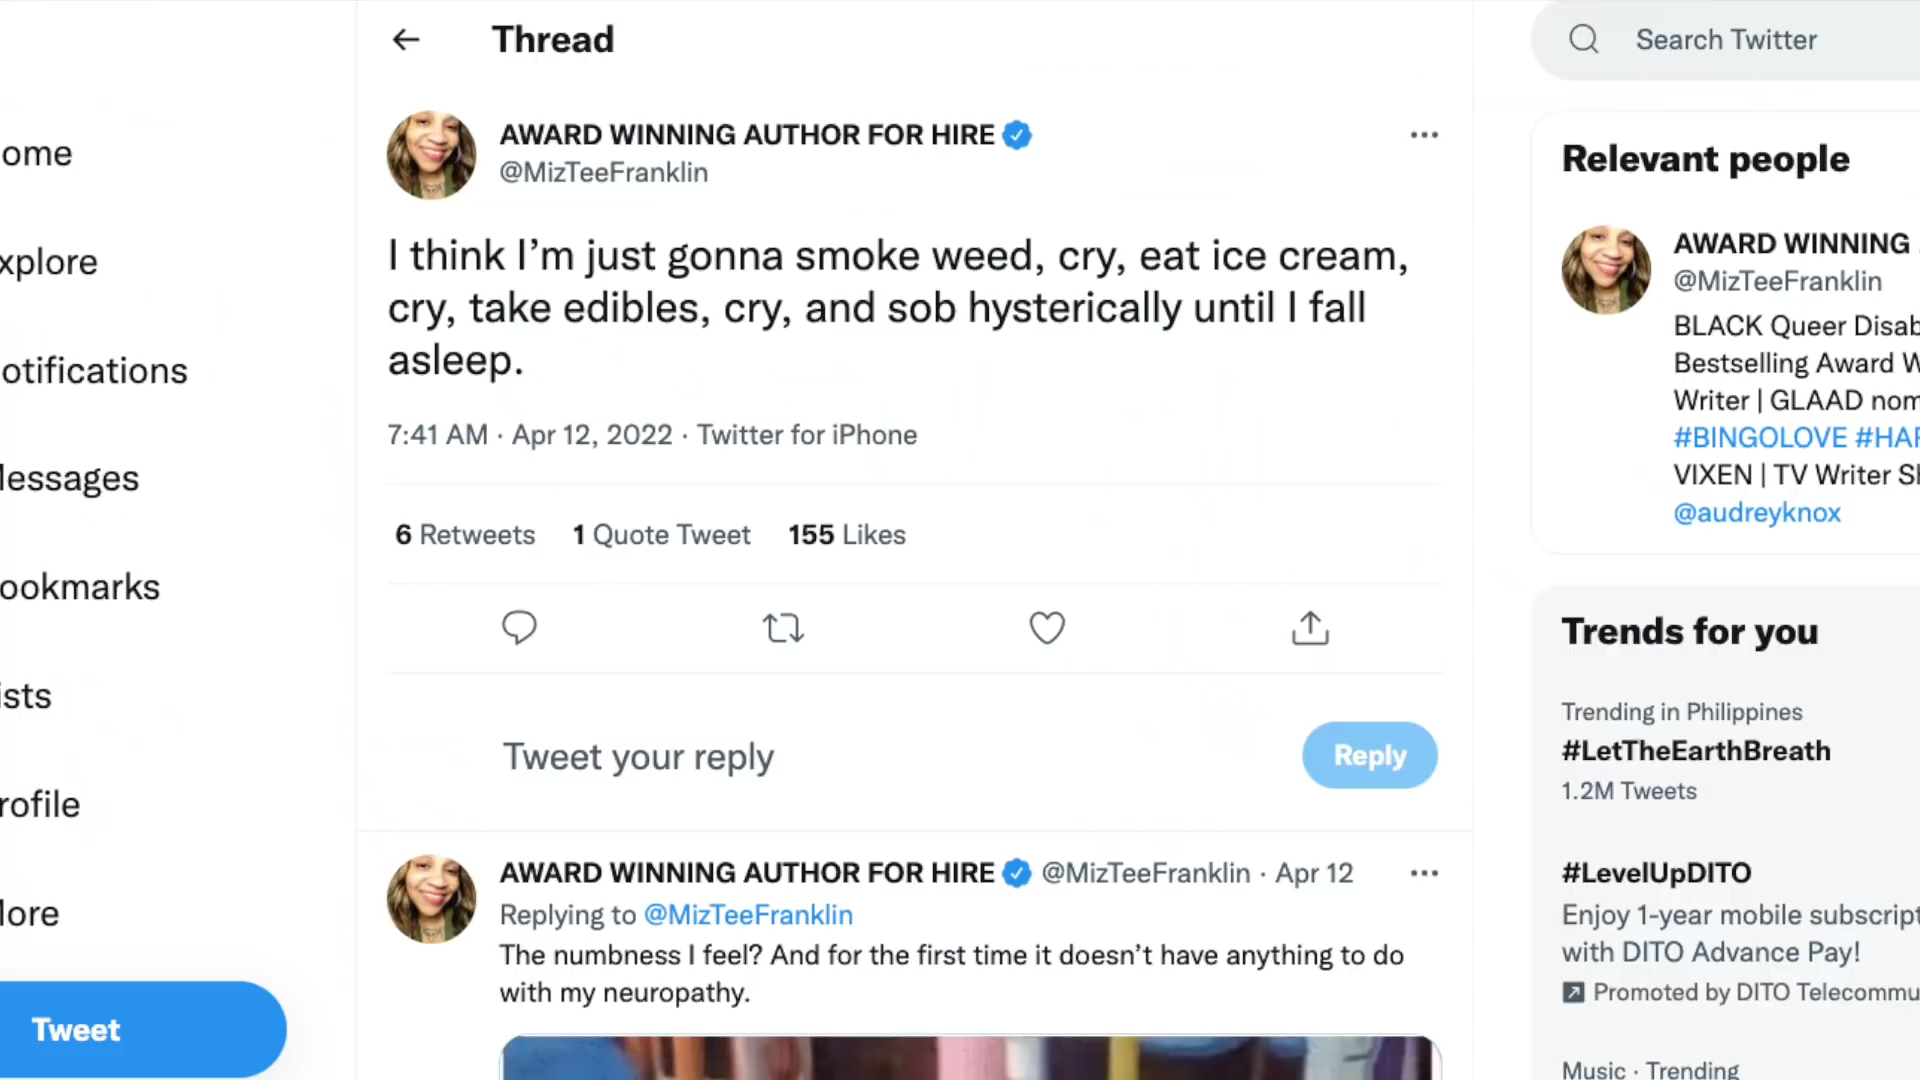 Thread
Search Twitter
ome
xplore
otifications
essages
ookmarks
ists
rofile
ore
Tweet
AWARD WINNING AUTHOR FOR HIRE
@MizTeeFranklin
I think I’m just gonna smoke weed, cry, eat ice cream,
cry, take edibles, cry, and sob hysterically until I fall
asleep.
7:41 AM · Apr 12, 2022 · Twitter for iPhone
6 Retweets 1 Quote Tweet 155 Likes
Tweet your reply
Reply
AWARD WINNING AUTHOR FOR HIRE @MizTeeFranklin · Apr 12
Replying to @MizTeeFranklin
The numbness I feel? And for the first time it doesn’t have anything to do
with my neuropathy.
Relevant people
AWARD WINNING
@MizTeeFranklin
BLACK Queer Disab
Bestselling Award W
Writer | GLAAD nom
#BINGOLOVE #HAR
VIXEN | TV Writer Sh
@audreyknox
Trends for you
Trending in Philippines
#LetTheEarthBreath
1.2M Tweets
#LevelUpDITO
Enjoy 1-year mobile subscript
with DITO Advance Pay!
Promoted by DITO Telecommu
Music · Trending